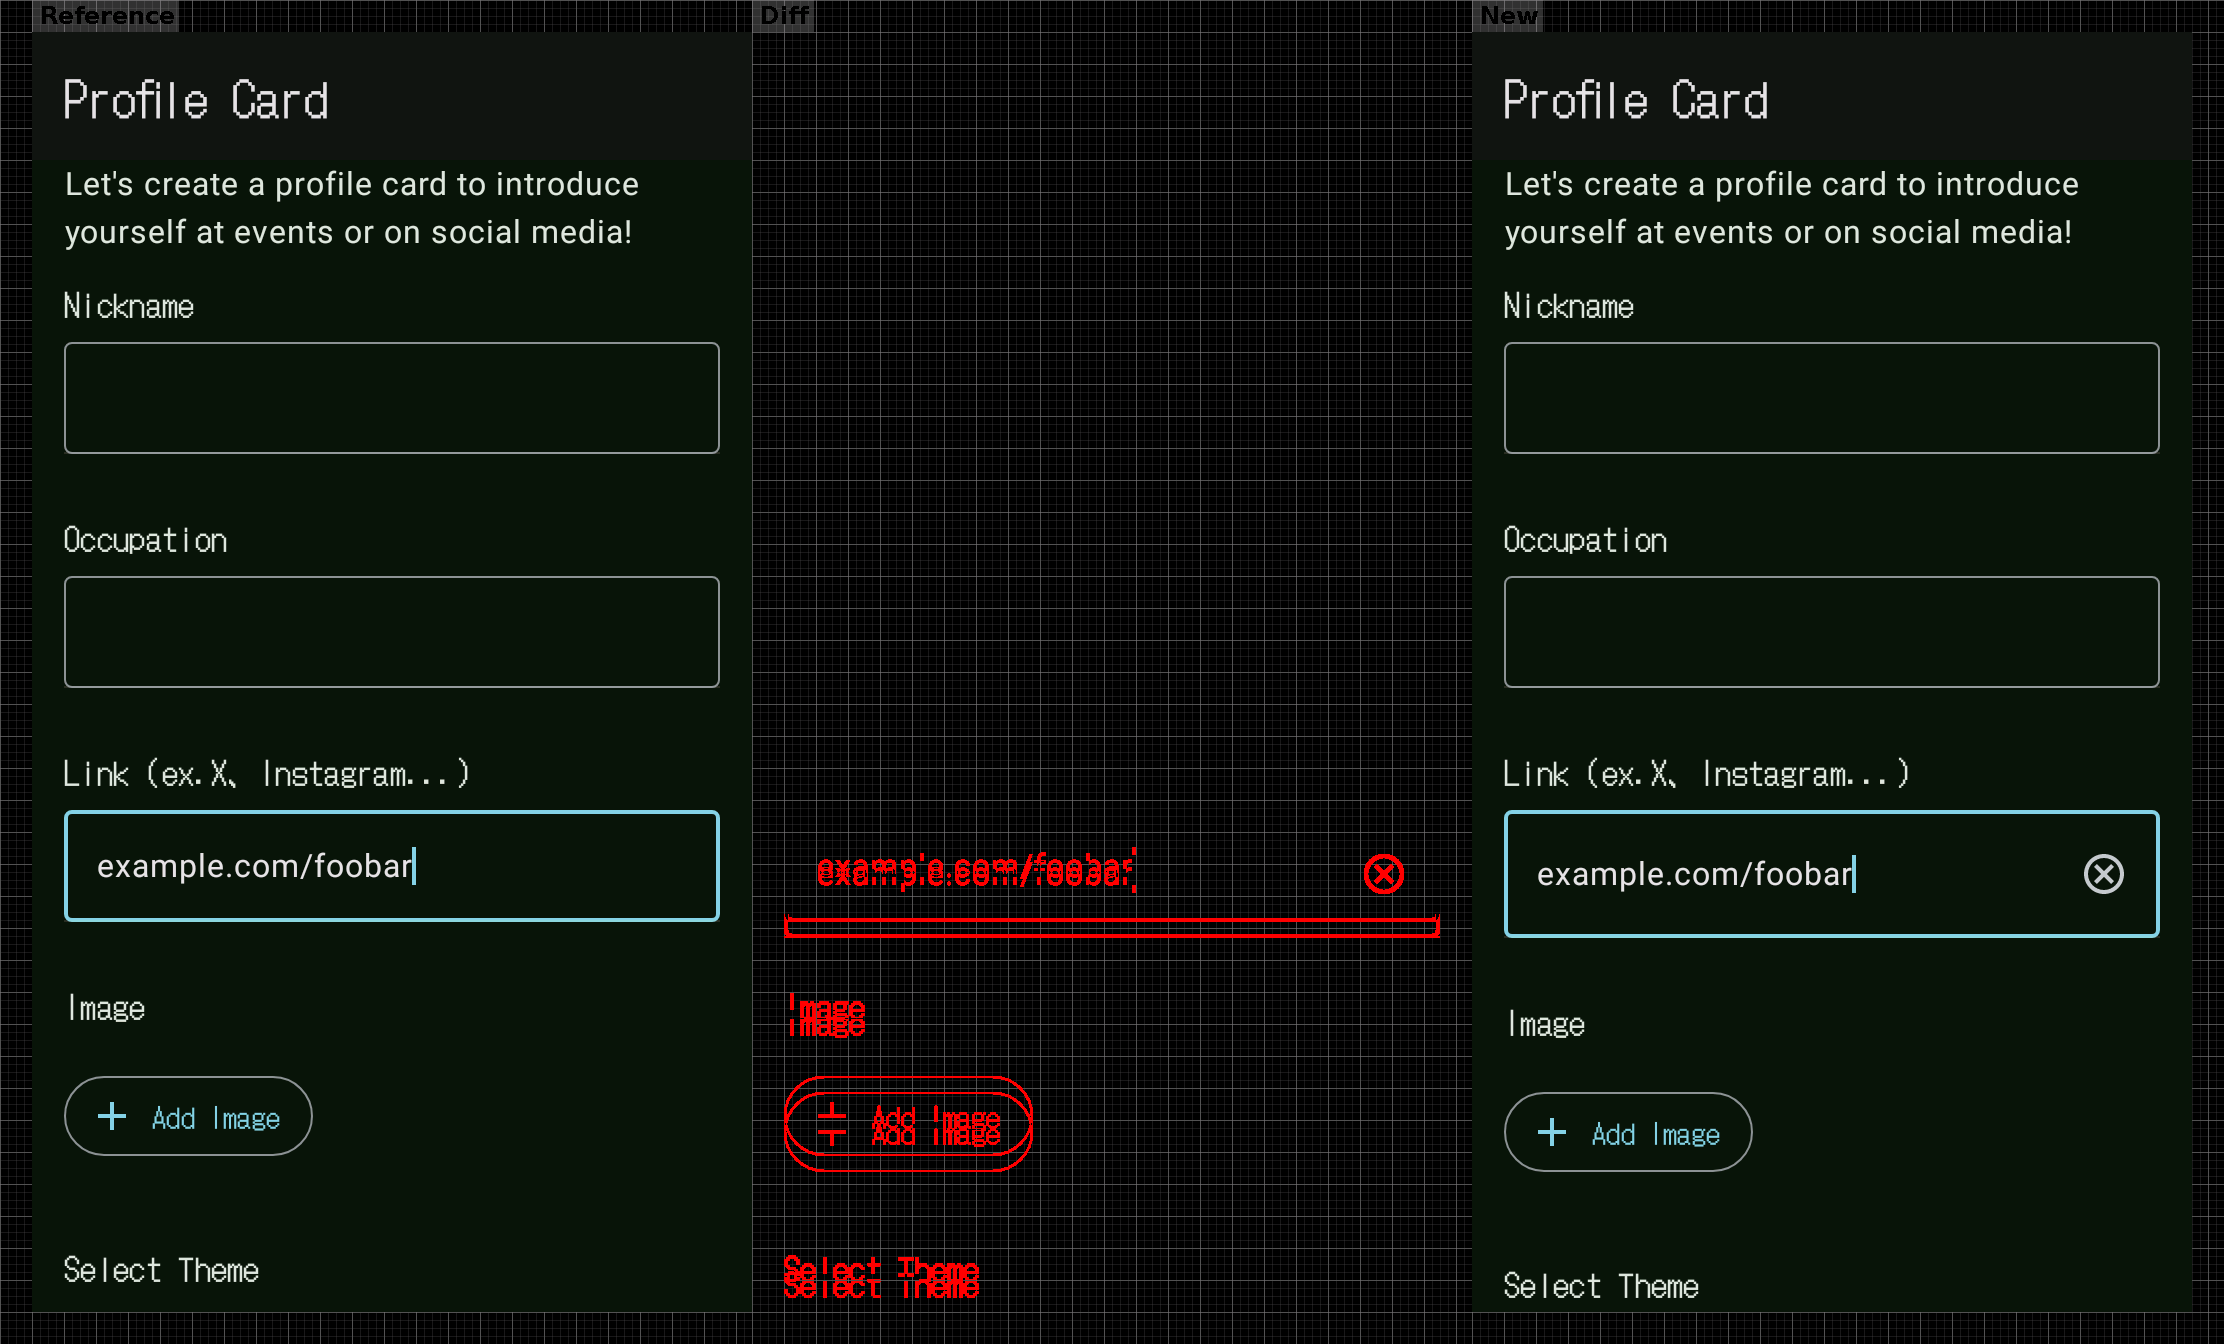 Reference
Profile Card
Let's create a profile card to introduce
yourself at events or on social media!
Nickname
Occupation
Link (ex.X、Instagram...)
example.com/foobar
Image
Add Image
Select Theme
Diff
example.com/foobar
example.com/foobar
Image
Image
Add Image
Add Image
Select Theme
Select Theme
New
Profile Card
Let's create a profile card to introduce
yourself at events or on social media!
Nickname
Occupation
Link (ex.X、Instagram...)
example.com/foobar
Image
Add Image
Select Theme